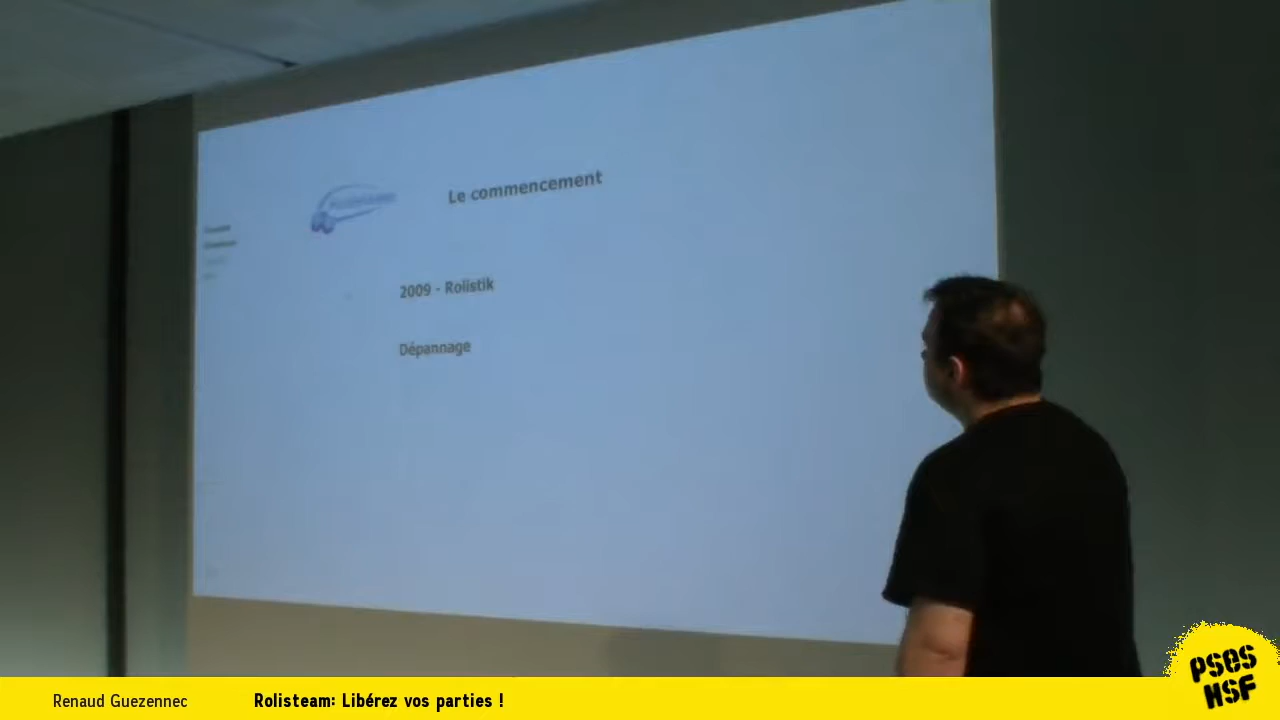 Le commencement
2009 - Rolistik
Dépannage
Renaud Guezennec
Rolisteam: Libérez vos parties !
PSES
HSF